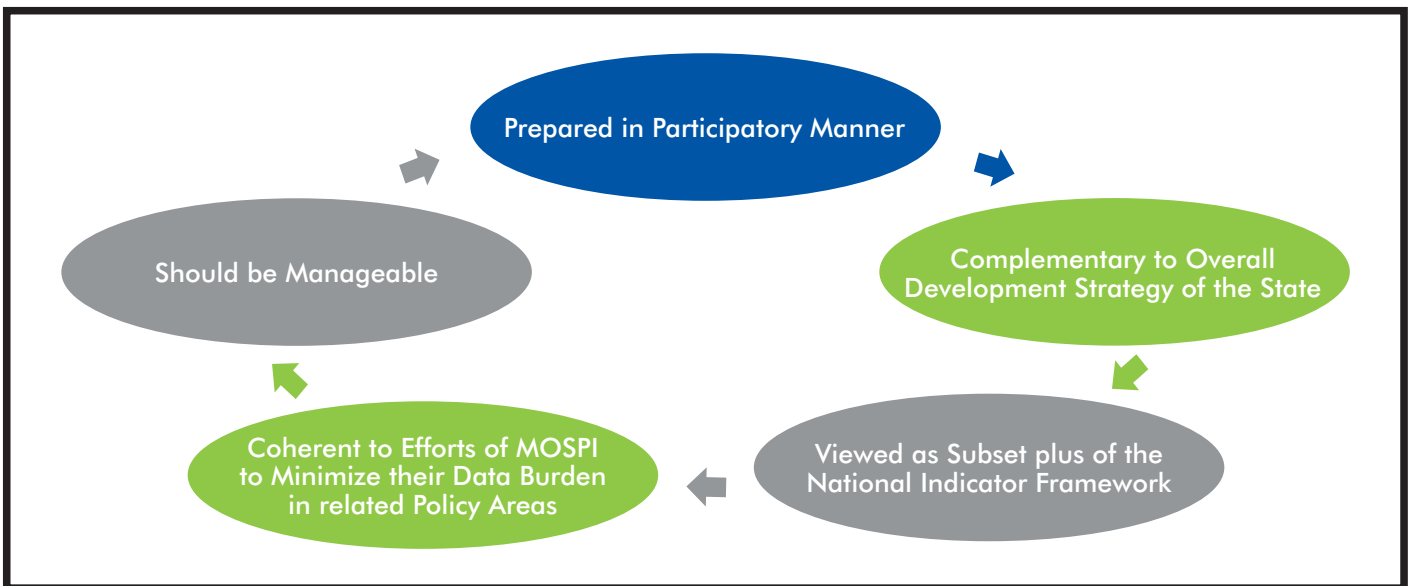 Prepared in Participatory Manner
Complementary to Overall
Development Strategy of the State
Viewed as Subset plus of the
National Indicator Framework
Coherent to Efforts of MOSPI
to Minimize their Data Burden
in related Policy Areas
Should be Manageable